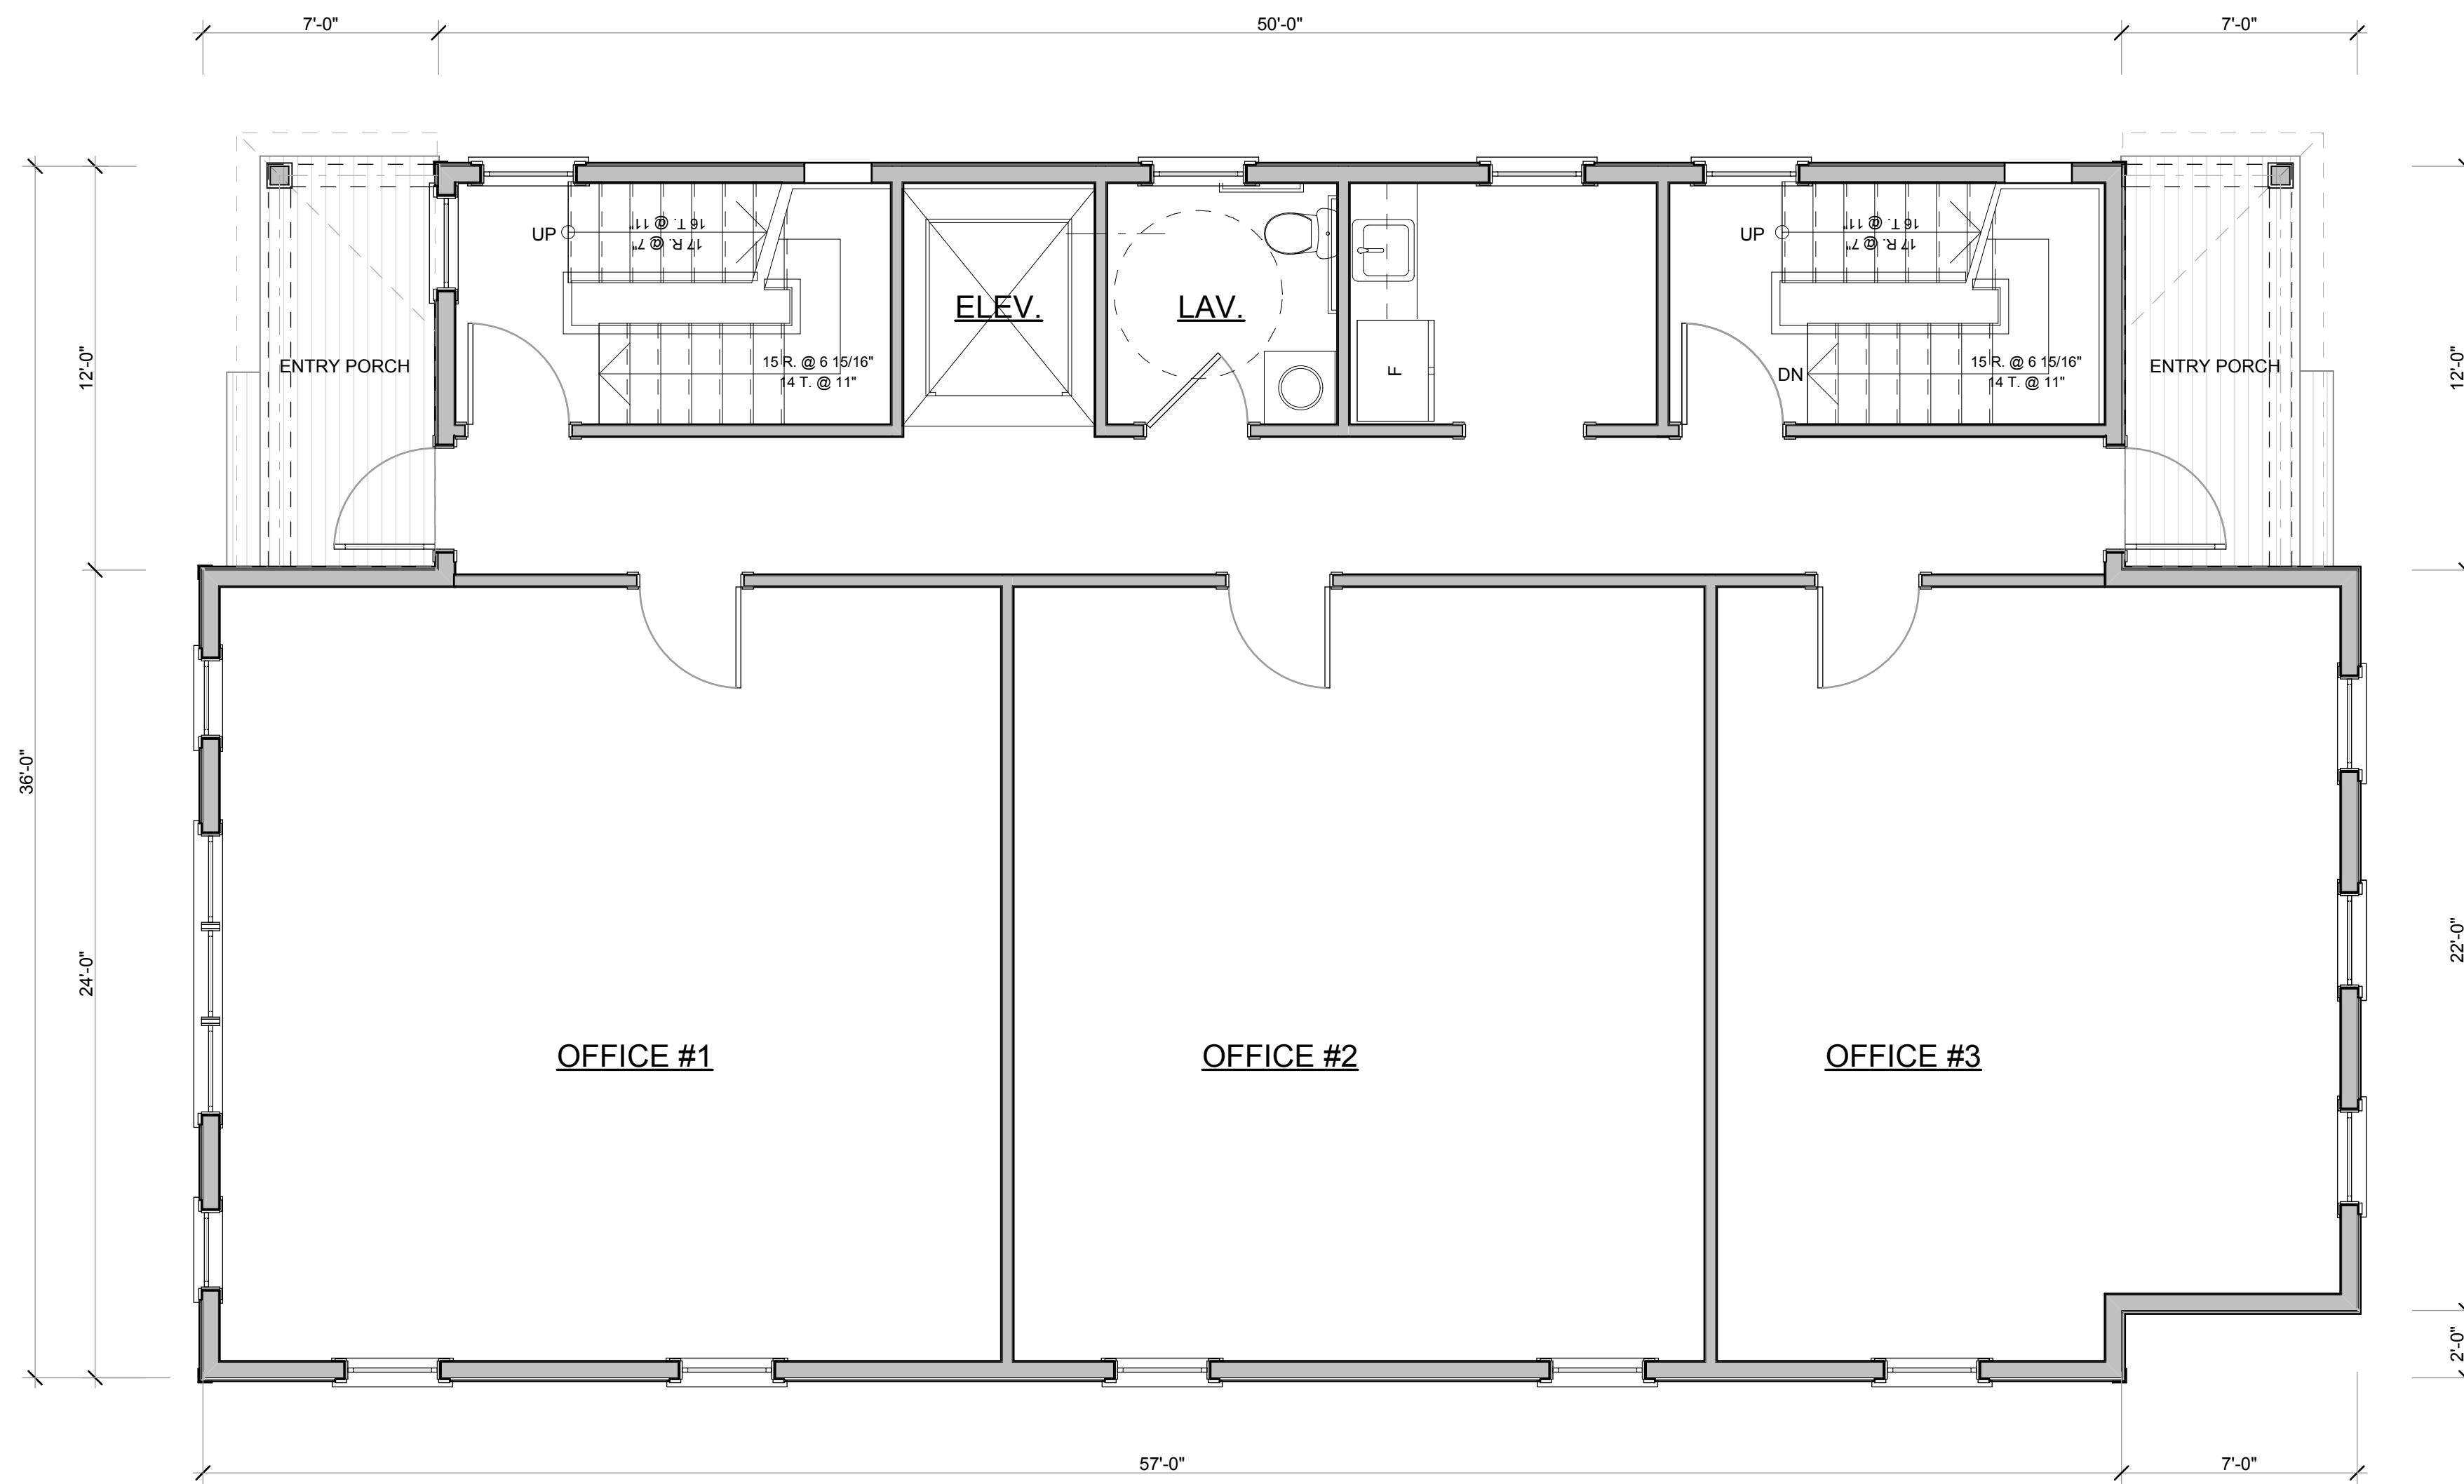 7'-0"
50'-0"
7'-0"
UP
16 T. @ 11"
17 R. @ 7"
UP
16 T. @ 11"
17 R. @ 7"
ELEV.
LAV.
ENTRY PORCH
15 R. @ 6 15/16"
14 T. @ 11"
F
DN
15 R. @ 6 15/16"
14 T. @ 11"
ENTRY PORCH
12'-0"
12'-0"
36'-0"
24'-0"
22'-0"
OFFICE #1
OFFICE #2
OFFICE #3
2'-0"
57'-0"
7'-0"